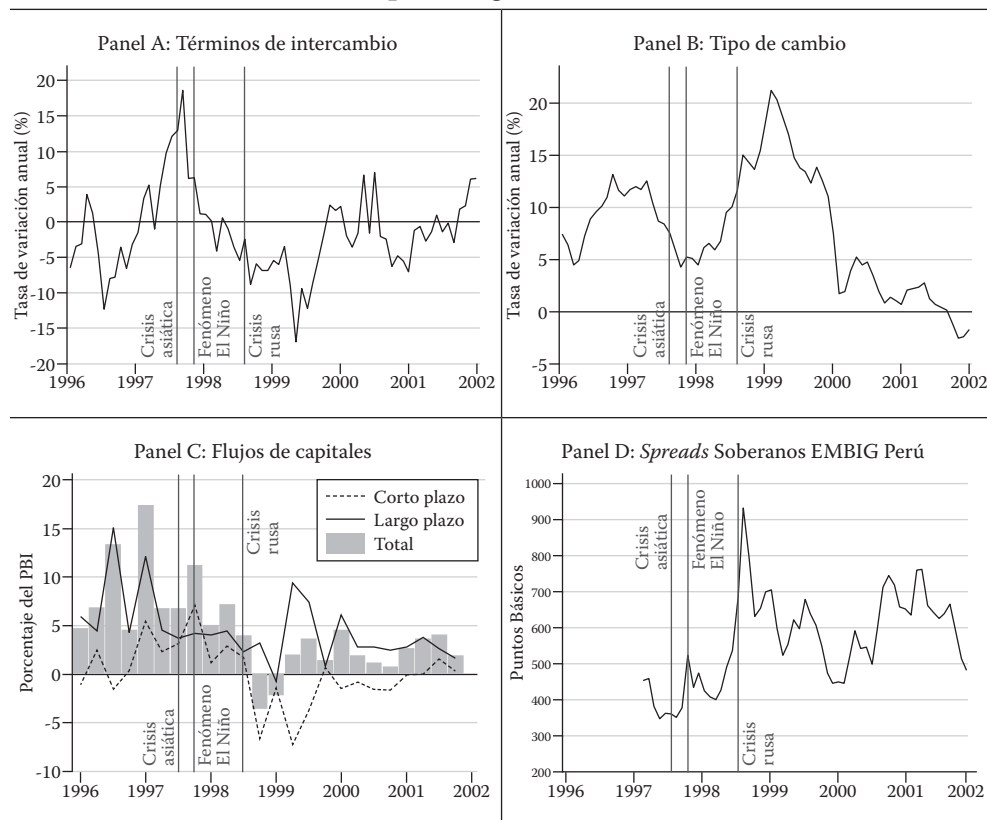 Panel A: Términos de intercambio
Tasa de variación anual (%)
20
15
10
5
0
-5
-10
-15
-20
Crisis
asiática
Fenómeno
El Niño
Crisis
rusa
1996 1997 1998 1999 2000 2001 2002
Panel B: Tipo de cambio
Tasa de variación anual (%)
20
15
10
5
0
-5
Crisis
asiática
Fenómeno
El Niño
Crisis
rusa
1996 1997 1998 1999 2000 2001 2002
Panel C: Flujos de capitales
Porcentaje del PBI
20
15
10
5
0
-5
-10
Corto plazo
Largo plazo
Total
Crisis
rusa
Crisis
asiática
Fenómeno
El Niño
1996 1997 1998 1999 2000 2001 2002
Panel D: Spreads Soberanos EMBIG Perú
Puntos Básicos
1000
900
800
700
600
500
400
300
200
Crisis
asiática
Fenómeno
El Niño
Crisis
rusa
1996 1997 1998 1999 2000 2001 2002